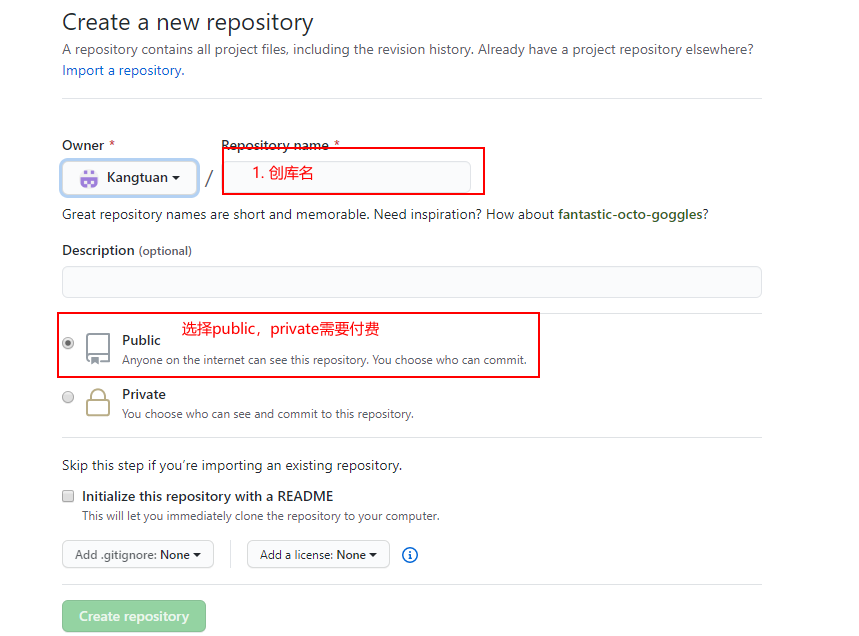 Create a new repository
A repository contains all project files, including the revision history. Already have a project repository elsewhere?
Import a repository.
Owner *
Repository name *
Kangtuan
/
1. 创库名
Great repository names are short and memorable. Need inspiration? How about fantastic-octo-goggles?
Description (optional)
选择public，private需要付费
Public
Anyone on the internet can see this repository. You choose who can commit.
Private
You choose who can see and commit to this repository.
Skip this step if you’re importing an existing repository.
Initialize this repository with a README
This will let you immediately clone the repository to your computer.
Add .gitignore: None
Add a license: None
Create repository